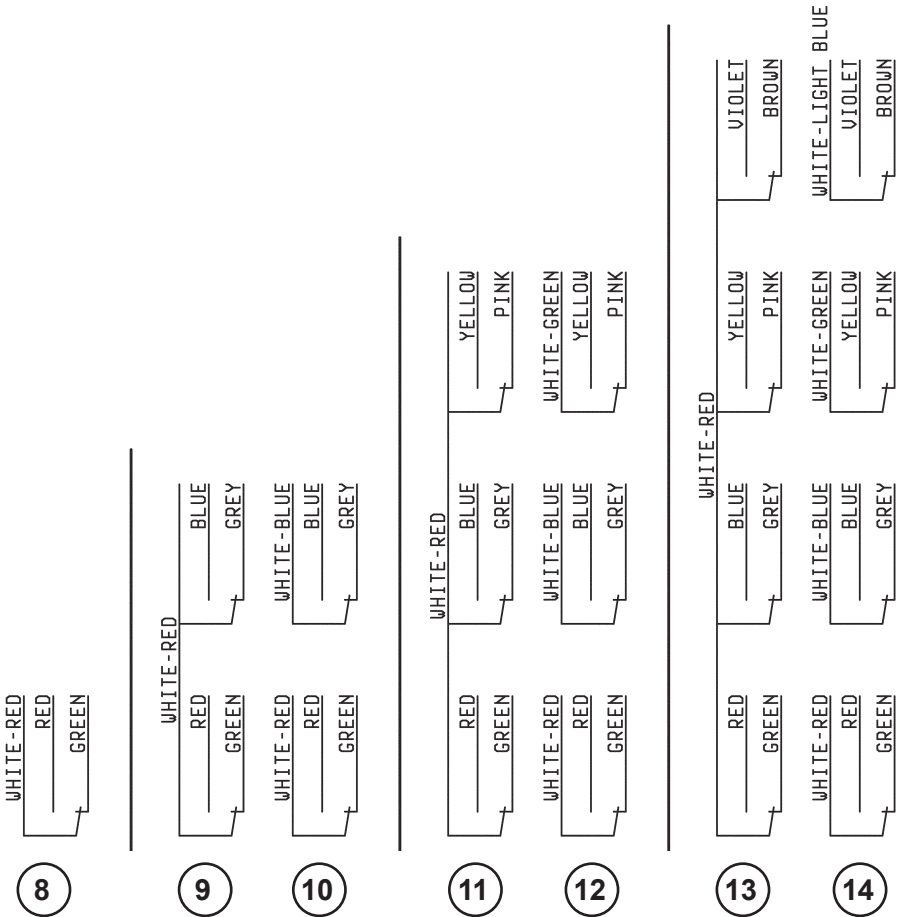 WHITE-RED
RED
GREEN
8
BLUE
GREY
WHITE-RED
RED
GREEN
9
WHITE-BLUE
BLUE
GREY
WHITE-RED
RED
GREEN
10
YELLOW
PINK
WHITE-RED
BLUE
GREY
RED
GREEN
11
WHITE-GREEN
YELLOW
PINK
WHITE-BLUE
BLUE
GREY
WHITE-RED
RED
GREEN
12
VIOLET
BROWN
YELLOW
PINK
WHITE-RED
BLUE
GREY
RED
GREEN
13
WHITE-LIGHT BLUE
VIOLET
BROWN
WHITE-GREEN
YELLOW
PINK
WHITE-BLUE
BLUE
GREY
WHITE-RED
RED
GREEN
14